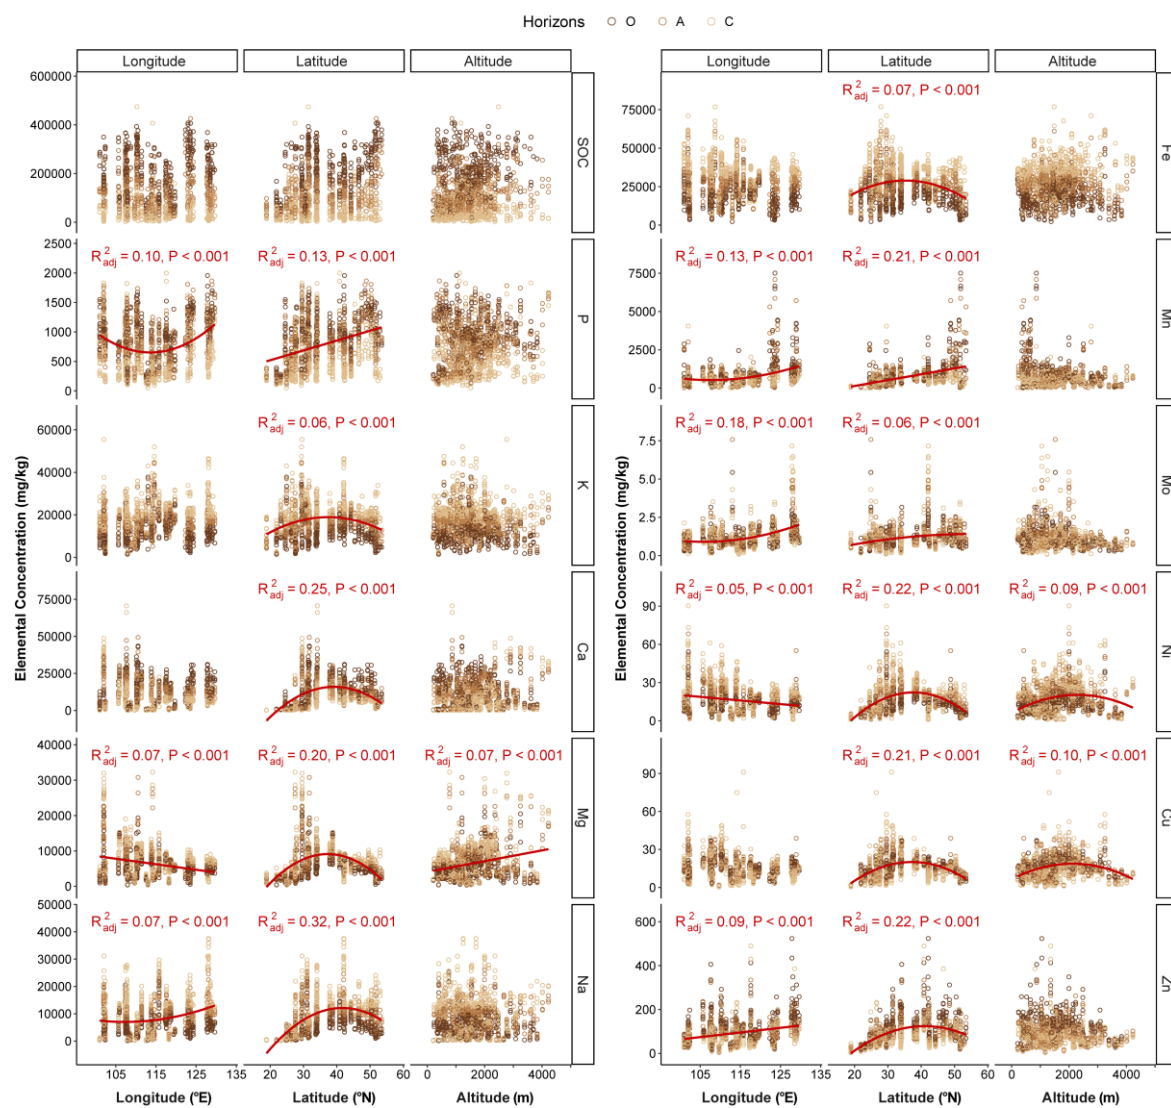 Horizons O A C
Longitude Latitude Altitude Longitude Latitude Altitude
Elemental Concentration (mg/kg)
600000
400000
200000
0
SOC
2500
2000
1500
1000
500
0
R²adj = 0.10, P < 0.001 R²adj = 0.13, P < 0.001
P
60000
40000
20000
0
R²adj = 0.06, P < 0.001
K
75000
50000
25000
0
R²adj = 0.25, P < 0.001
Ca
40000
30000
20000
10000
0
R²adj = 0.07, P < 0.001 R²adj = 0.20, P < 0.001 R²adj = 0.07, P < 0.001
Mg
50000
40000
30000
20000
10000
0
R²adj = 0.07, P < 0.001 R²adj = 0.32, P < 0.001
Na
105 115 125 135 20 30 40 50 60 0 2000 4000
Longitude (ºE) Latitude (ºN) Altitude (m)
Elemental Concentration (mg/kg)
75000
50000
25000
0
R²adj = 0.07, P < 0.001
Fe
7500
5000
2500
0
R²adj = 0.13, P < 0.001 R²adj = 0.21, P < 0.001
Mn
7.5
5.0
2.5
0.0
R²adj = 0.18, P < 0.001 R²adj = 0.06, P < 0.001
Mo
90
60
30
0
R²adj = 0.05, P < 0.001 R²adj = 0.22, P < 0.001 R²adj = 0.09, P < 0.001
Ni
90
60
30
0
R²adj = 0.21, P < 0.001 R²adj = 0.10, P < 0.001
Cu
600
400
200
0
R²adj = 0.09, P < 0.001 R²adj = 0.22, P < 0.001
Zn
105 115 125 135 20 30 40 50 60 0 2000 4000
Longitude (ºE) Latitude (ºN) Altitude (m)